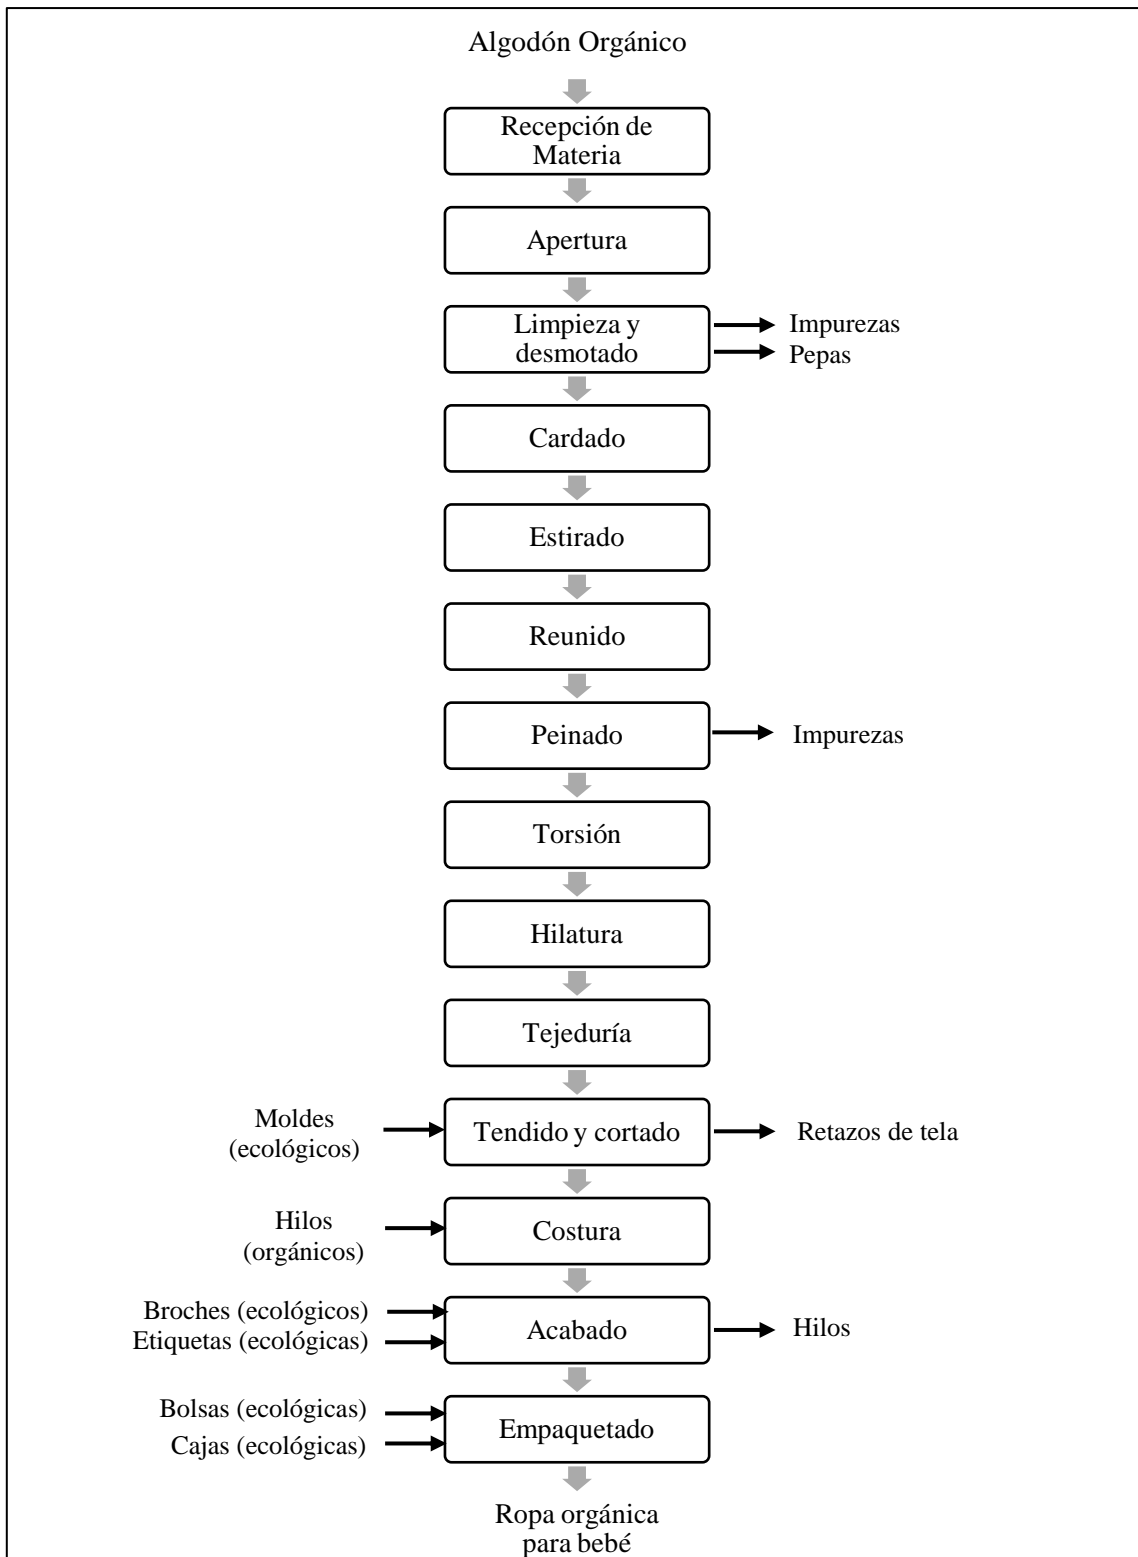 Algodón Orgánico
Recepción de
Materia
Apertura
Limpieza y
desmotado
Impurezas
Pepas
Cardado
Estirado
Reunido
Peinado
Impurezas
Torsión
Hilatura
Tejeduría
Moldes
(ecológicos)
Tendido y cortado
Retazos de tela
Hilos
(orgánicos)
Costura
Broches (ecológicos)
Etiquetas (ecológicas)
Acabado
Hilos
Bolsas (ecológicas)
Cajas (ecológicas)
Empaquetado
Ropa orgánica
para bebé